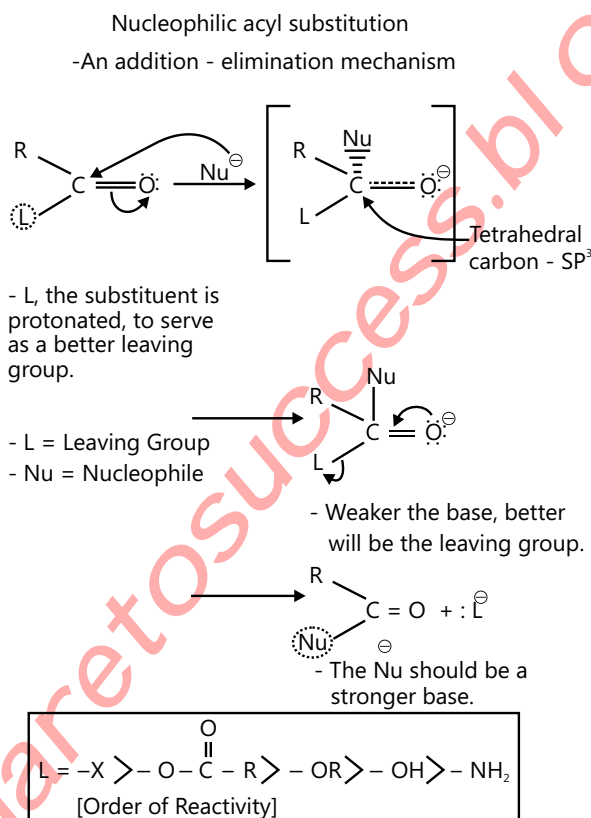 Nucleophilic acyl substitution
-An addition - elimination mechanism
R
C
O:
L
Nu⊖
Nu
R
C
O:⊖
L
Tetrahedral
carbon - SP³
- L, the substituent is
protonated, to serve
as a better leaving
group.
- L = Leaving Group
- Nu = Nucleophile
Nu
R
C = O:⊖
L
- Weaker the base, better
will be the leaving group.
R
C = O + :L⊖
Nu
⊖
- The Nu should be a
stronger base.
O
L = –X > – O – C – R > – OR > – OH > – NH₂
[Order of Reactivity]
aretosuccess.bl